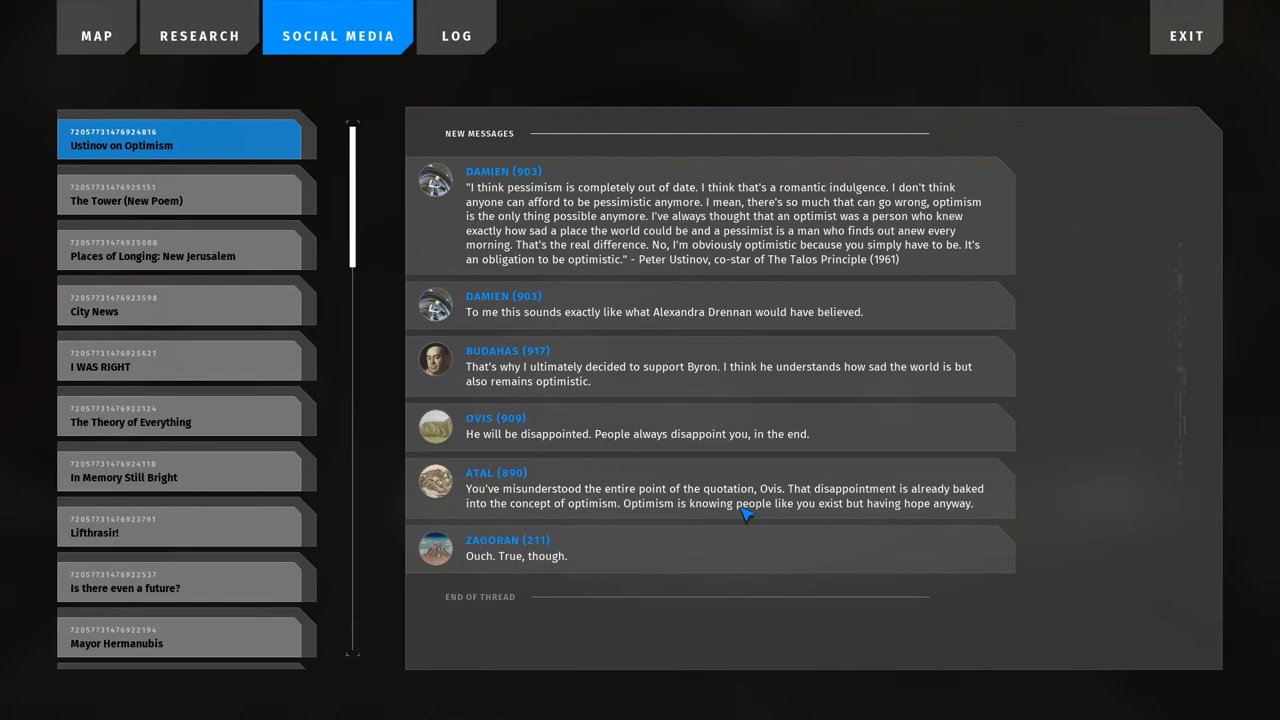 MAP
RESEARCH
SOCIAL MEDIA
LOG
EXIT
72057731476924816
Ustinov on Optimism
72057731476925151
The Tower (New Poem)
72057731476925088
Places of Longing: New Jerusalem
72057731476923598
City News
72057731476925621
I WAS RIGHT
72057731476923124
The Theory of Everything
72057731476924118
In Memory Still Bright
72057731476923791
Lifthrasir!
72057731476922537
Is there even a future?
72057731476922194
Mayor Hermanubis
NEW MESSAGES
DAMIEN (903)
"I think pessimism is completely out of date. I think that's a romantic indulgence. I don't think
anyone can afford to be pessimistic anymore. I mean, there's so much that can go wrong, optimism
is the only thing possible anymore. I've always thought that an optimist was a person who knew
exactly how sad a place the world could be and a pessimist is a man who finds out anew every
morning. That's the real difference. No, I'm obviously optimistic because you simply have to be. It's
an obligation to be optimistic." - Peter Ustinov, co-star of The Talos Principle (1961)
DAMIEN (903)
To me this sounds exactly like what Alexandra Drennan would have believed.
BUDAHAS (917)
That's why I ultimately decided to support Byron. I think he understands how sad the world is but
also remains optimistic.
OVIS (909)
He will be disappointed. People always disappoint you, in the end.
ATAL (890)
You've misunderstood the entire point of the quotation, Ovis. That disappointment is already baked
into the concept of optimism. Optimism is knowing people like you exist but having hope anyway.
ZAGORAN (211)
Ouch. True, though.
END OF THREAD